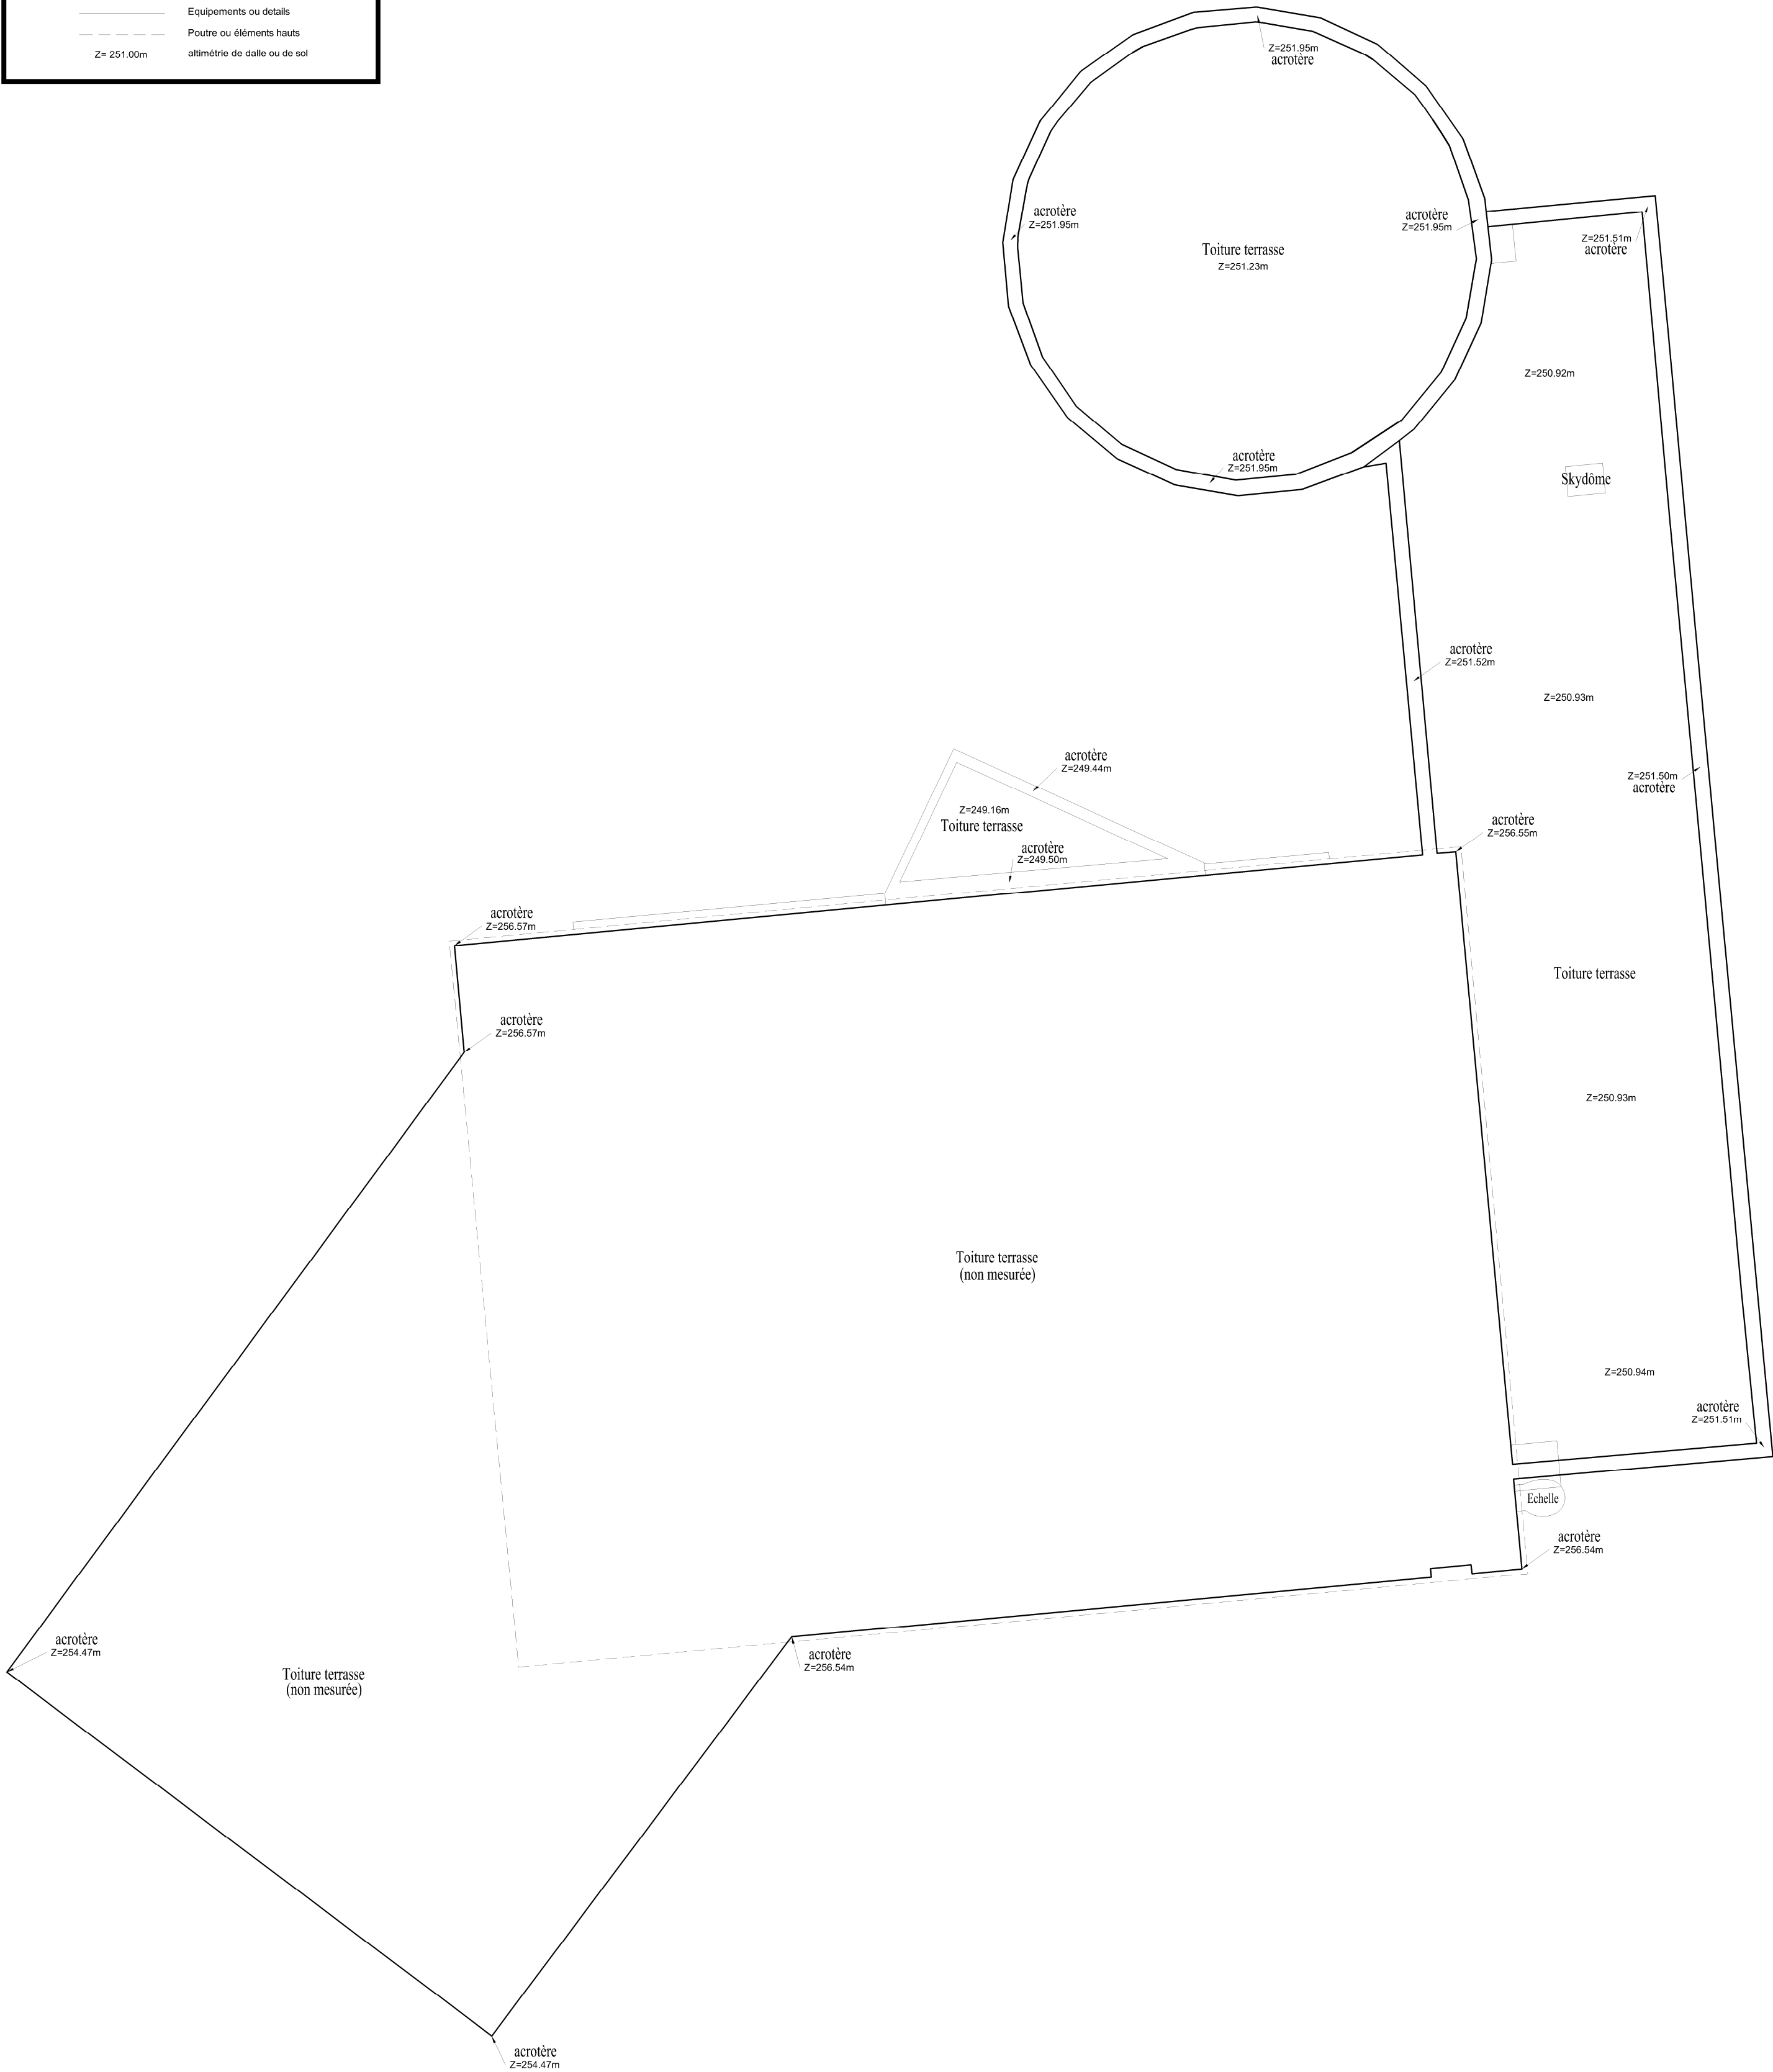 Equipements ou details
Poutre ou éléments hauts
Z= 251.00m altimétrie de dalle ou de sol
Z=251.95m
acrotère
acrotère
Z=251.95m
acrotère
Z=251.95m
Toiture terrasse
Z=251.23m
Z=251.51m
acrotère
Z=250.92m
acrotère
Z=251.95m
Skydôme
acrotère
Z=251.52m
Z=250.93m
acrotère
Z=249.44m
Z=251.50m
acrotère
Z=249.16m
Toiture terrasse
acrotère
Z=249.50m
acrotère
Z=256.55m
acrotère
Z=256.57m
Toiture terrasse
acrotère
Z=256.57m
Z=250.93m
Toiture terrasse
(non mesurée)
Z=250.94m
acrotère
Z=251.51m
Echelle
acrotère
Z=256.54m
acrotère
Z=254.47m
acrotère
Z=256.54m
Toiture terrasse
(non mesurée)
acrotère
Z=254.47m